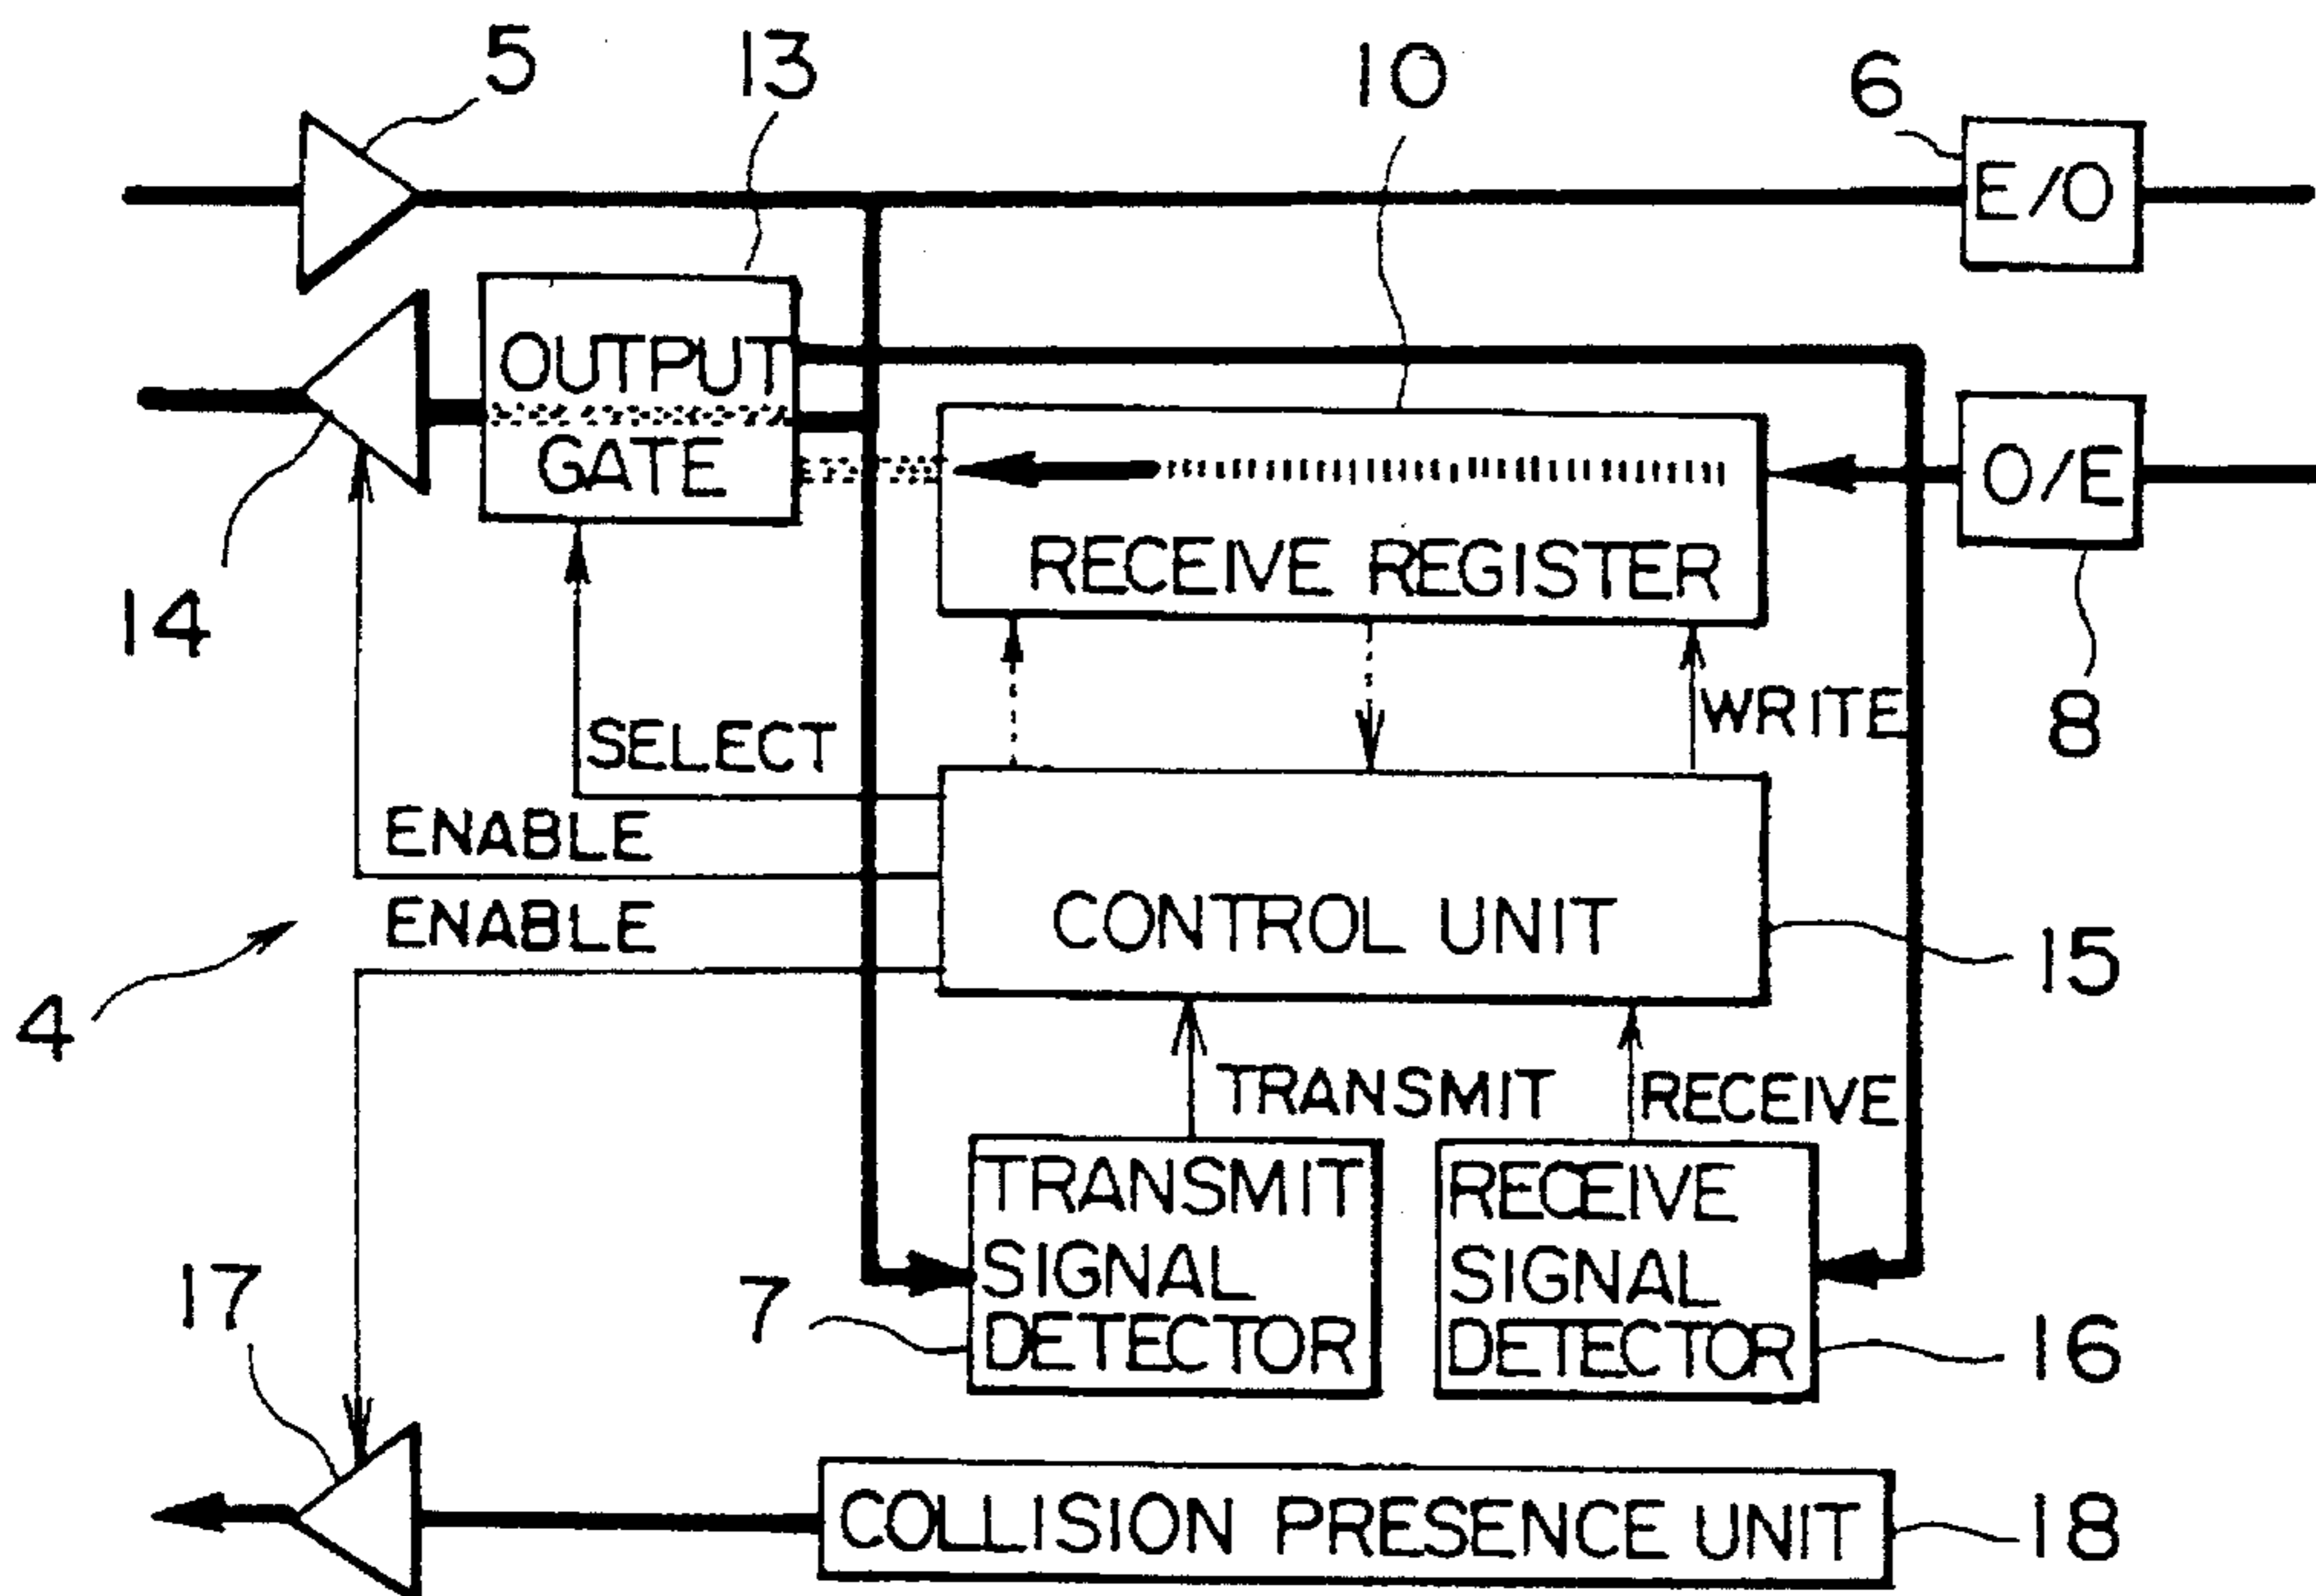 5
13
10
6
E/O
OUTPUT
GATE
O/E
RECEIVE REGISTER
14
8
WRITE
SELECT
ENABLE
ENABLE
CONTROL UNIT
15
4
TRANSMIT
RECEIVE
TRANSMIT
SIGNAL
DETECTOR
RECEIVE
SIGNAL
DETECTOR
7
16
17
COLLISION PRESENCE UNIT
18